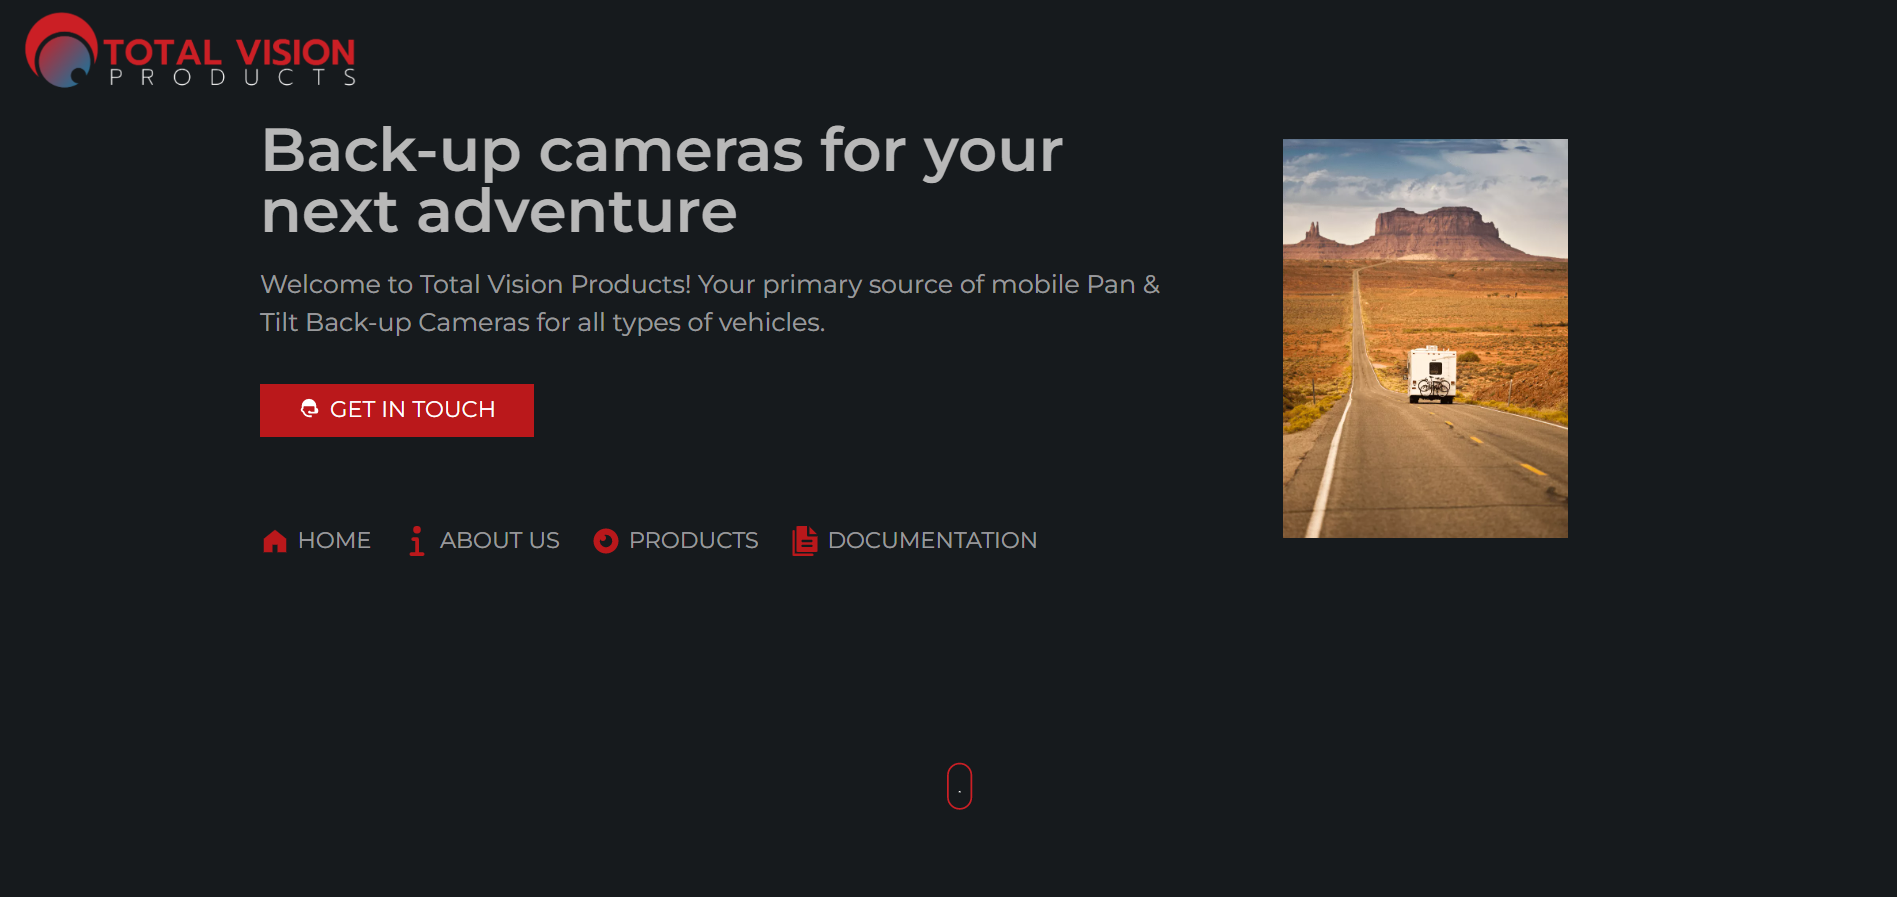 TOTAL VISION
PRODUCTS
Back-up cameras for your
next adventure
Welcome to Total Vision Products! Your primary source of mobile Pan &
Tilt Back-up Cameras for all types of vehicles.
GET IN TOUCH
HOME ABOUT US PRODUCTS DOCUMENTATION